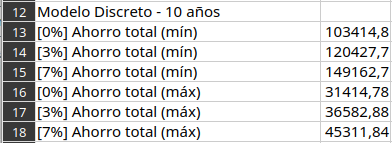 12 Modelo Discreto - 10 años
13 [0%] Ahorro total (mín) 103414,8
14 [3%] Ahorro total (mín) 120427,7
15 [7%] Ahorro total (mín) 149162,7
16 [0%] Ahorro total (máx) 31414,78
17 [3%] Ahorro total (máx) 36582,88
18 [7%] Ahorro total (máx) 45311,84